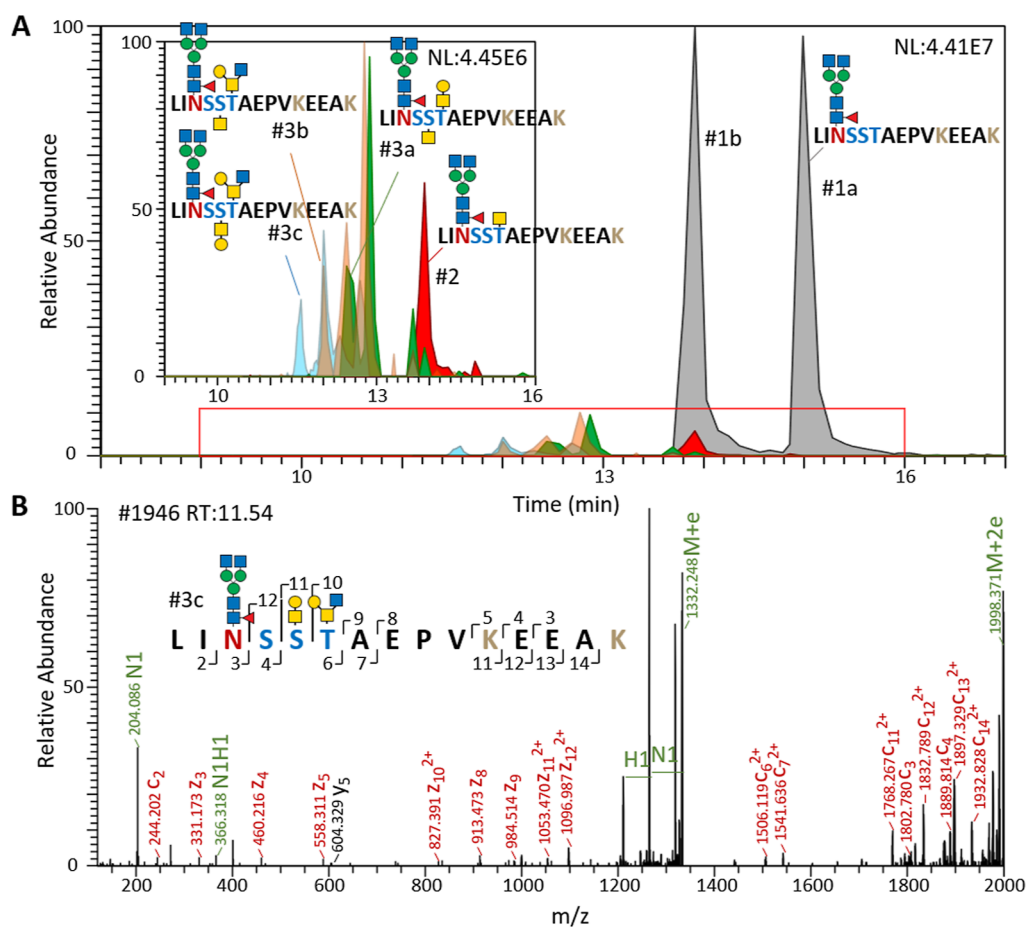 A
100
50
0
Relative Abundance
NL:4.41E7
100
50
0
NL:4.45E6
LINSSTAEPVKEEAK
#3b
LINSSTAEPVKEEAK
#3a
LINSSTAEPVKEEAK
#3c
LINSSTAEPVKEEAK
#2
#1b
LINSSTAEPVKEEAK
#1a
10 13 16
10 13 16
Time (min)
B
#1946 RT:11.54
100
50
0
Relative Abundance
#3c
12 11 10 9 8 5 4 3
L I N S S T A E P V K E E A K
2 3 4 6 7 11 12 13 14
204.086 N1
244.202 c2
331.173 z3
366.318 N1H1
460.216 z4
558.311 z5
604.329 y5
827.391 z10 2+
913.473 z8
984.514 z9
1053.470 z11 2+
1096.987 z12 2+
H1 N1
1332.248 M+e
1506.119 c6 2+
1541.636 c7 2+
1768.267 c11 2+
1802.780 c3
1832.789 c12 2+
1889.814 c4
1897.329 c13 2+
1932.828 c14 2+
1998.371 M+2e
200 400 600 800 1000 1200 1400 1600 1800 2000
m/z